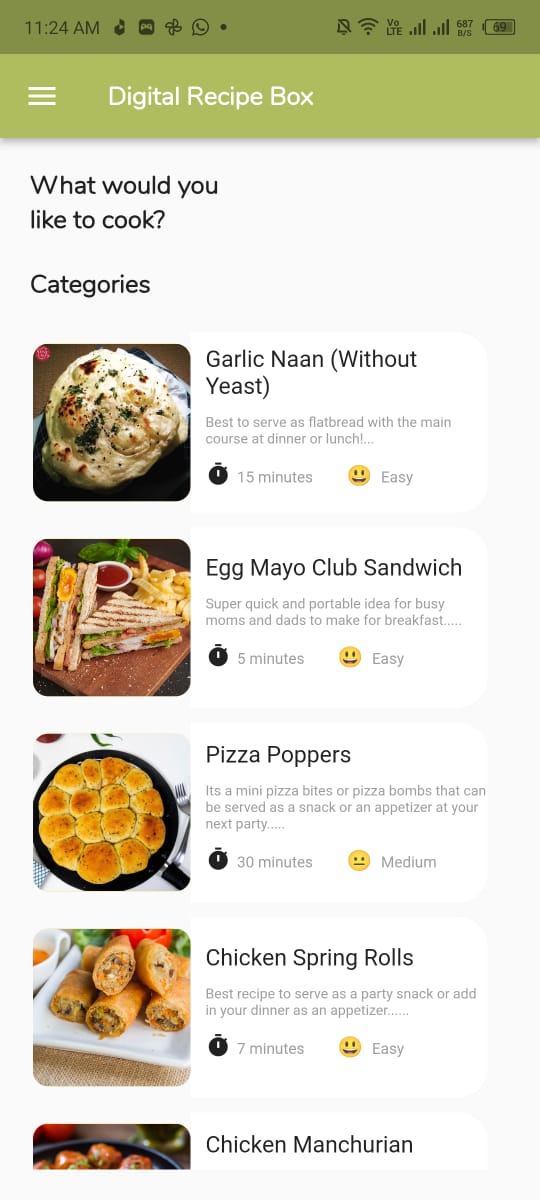 11:24 AM
Vo
LTE
687
B/S
69
Digital Recipe Box
What would you
like to cook?
Categories
Garlic Naan (Without
Yeast)
Best to serve as flatbread with the main
course at dinner or lunch!...
15 minutes
Easy
Egg Mayo Club Sandwich
Super quick and portable idea for busy
moms and dads to make for breakfast.....
5 minutes
Easy
Pizza Poppers
Its a mini pizza bites or pizza bombs that can
be served as a snack or an appetizer at your
next party.....
30 minutes
Medium
Chicken Spring Rolls
Best recipe to serve as a party snack or add
in your dinner as an appetizer......
7 minutes
Easy
Chicken Manchurian